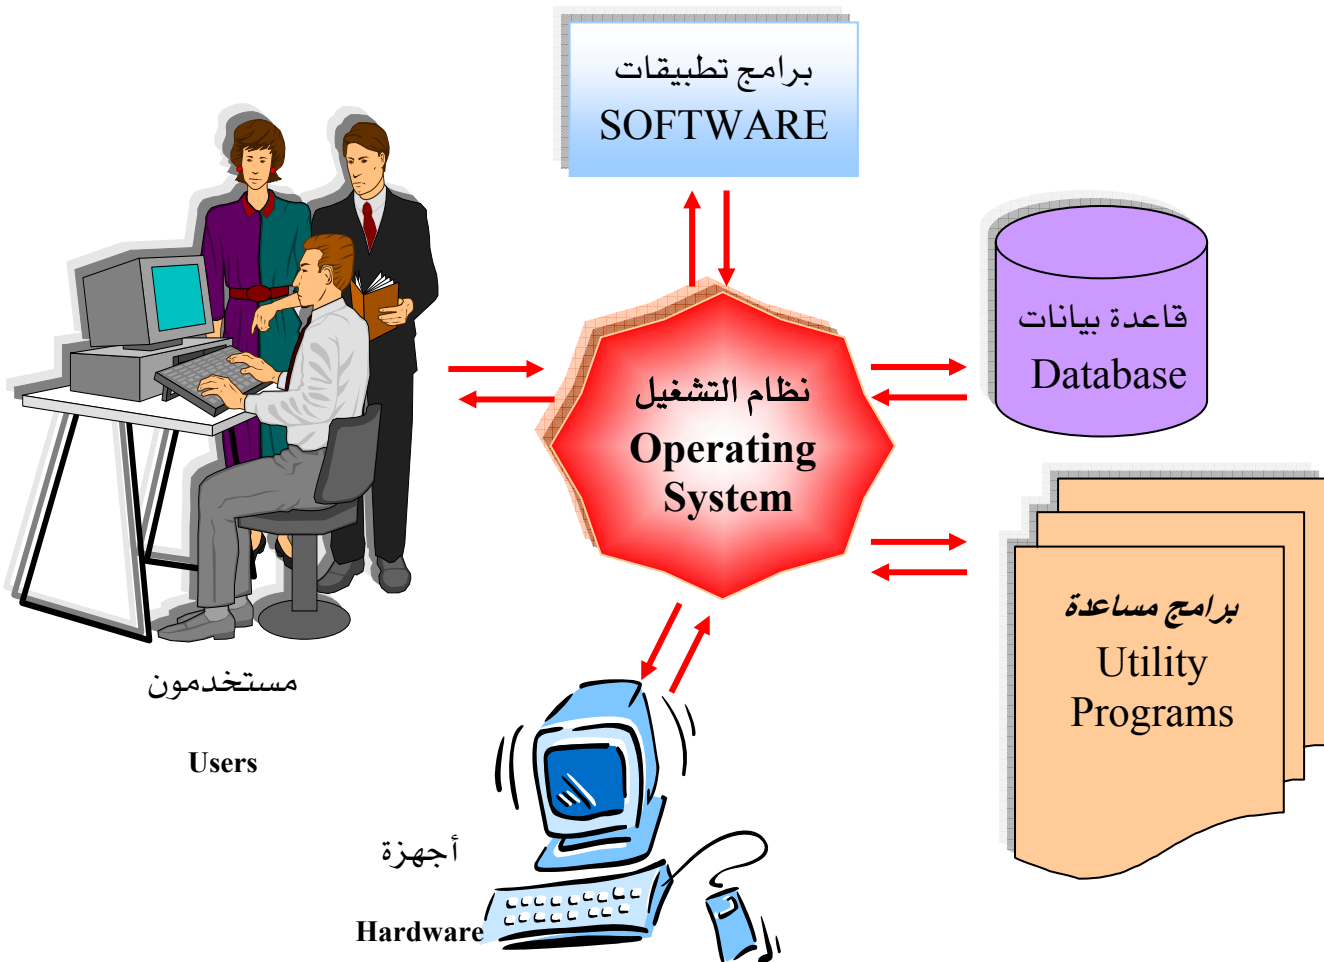 برامج تطبيقات
SOFTWARE
قاعدة بيانات
Database
نظام التشغيل
Operating
System
برامج مساعدة
Utility
Programs
مستخدمون
Users
أجهزة
Hardware